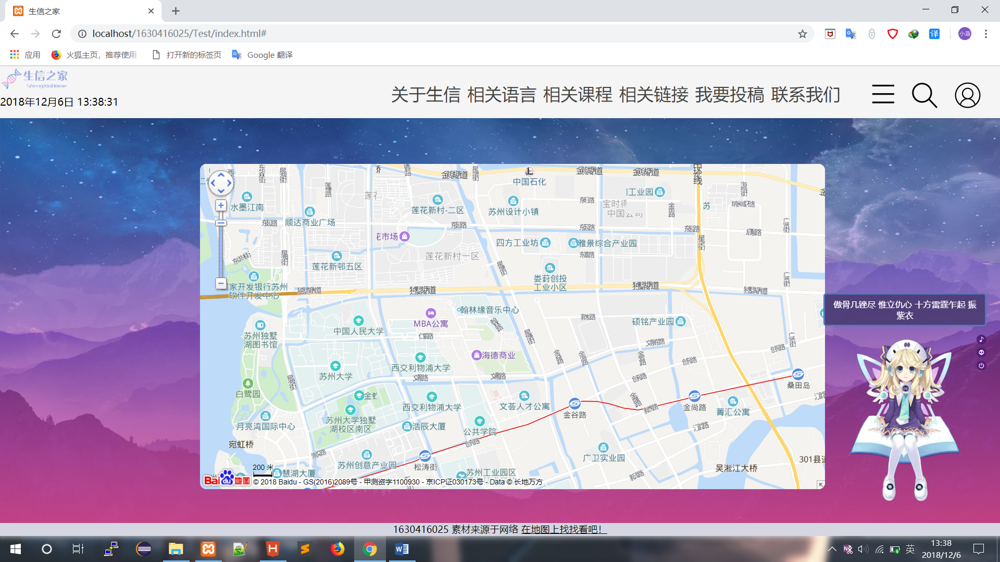 生信之家
localhost/1630416025/Test/index.html#
小涵
应用
火狐主页，推荐使用
打开新的标签页
Google 翻译
生信之家
ShengXinHome
2018年12月6日 13:38:31
关于生信 相关语言 相关课程 相关链接 我要投稿 联系我们
中国石化
水墨江南
顺达商业广场
莲花新村-二区
苏州设计小镇
工业园
宝时得
花市场
四方工业坊
雅景综合产业园
莲花新村一区
莲花新邨五区
娄葑创投
工业小区
国家开发银行苏州
软件开发中心
星湖街
星塘街
翰林缘音乐中心
MBA公寓
中国人民大学
硕铭产业园
苏州独墅
湖图书馆
海德商业
西交利物浦大学
苏州大学
桑田岛
白鹭园
西交利物浦大学
文荟人才公寓
金谷路
金尚路
菁汇公寓
苏州大学独墅
湖校区南区
月亮湾国际中心
浩辰大厦
公共学院
宛虹桥
苏州创意产业园
松涛街
广卫实业园
301县道
吴淞江大桥
200 米
慧湖大厦
苏州工业园区
Bai du 地图
© 2018 Baidu - GS(2016)2089号 - 甲测资字1100930 - 京ICP证030173号 - Data © 长地万方
傲骨几铿尽 惟立仇心 十方雷霆乍起 振
紫衣
1630416025 素材来源于网络 在地图上找找看吧！
英
13:38
2018/12/6